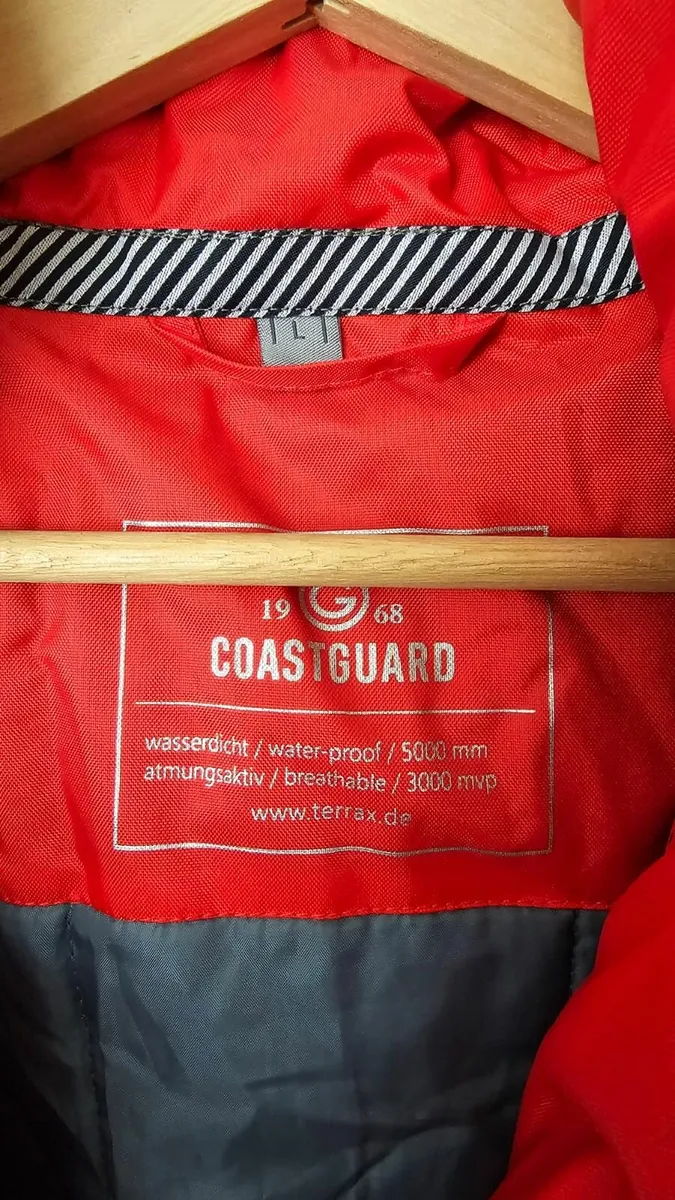 L
19 G 68
COASTGUARD
wasserdicht / water-proof / 5000 mm
atmungsaktiv / breathable / 3000 mvp
www.terrax.de